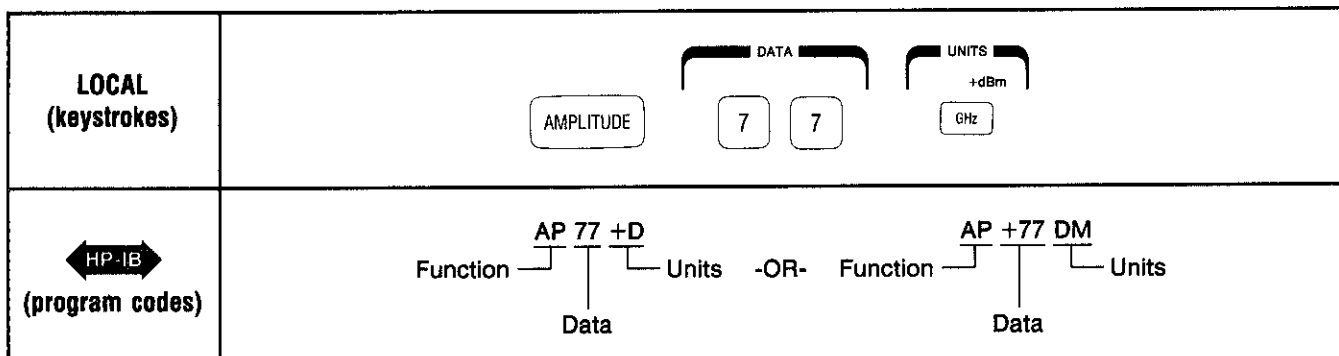 LOCAL
(keystrokes)
DATA
UNITS
+dBm
AMPLITUDE
7
7
GHz
HP-IB
(program codes)
AP 77 +D
Function
Units
-OR-
Data
AP +77 DM
Function
Units
Data